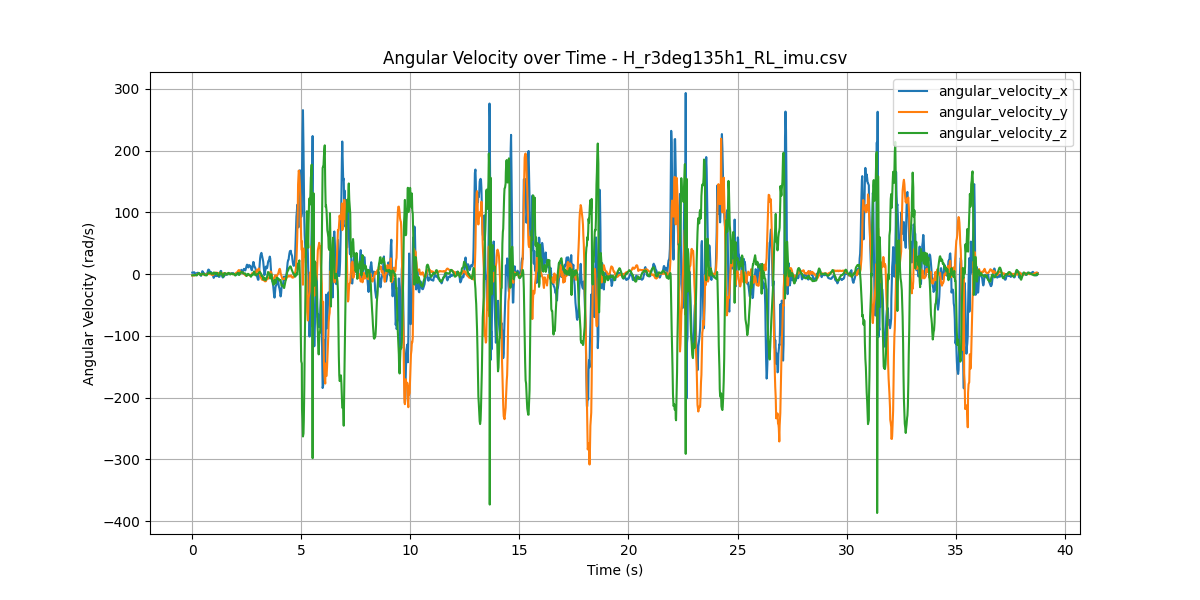 Angular Velocity over Time - H_r3deg135h1_RL_imu.csv
angular_velocity_x
angular_velocity_y
angular_velocity_z
Angular Velocity (rad/s)
300
200
100
0
−100
−200
−300
−400
0 5 10 15 20 25 30 35 40
Time (s)